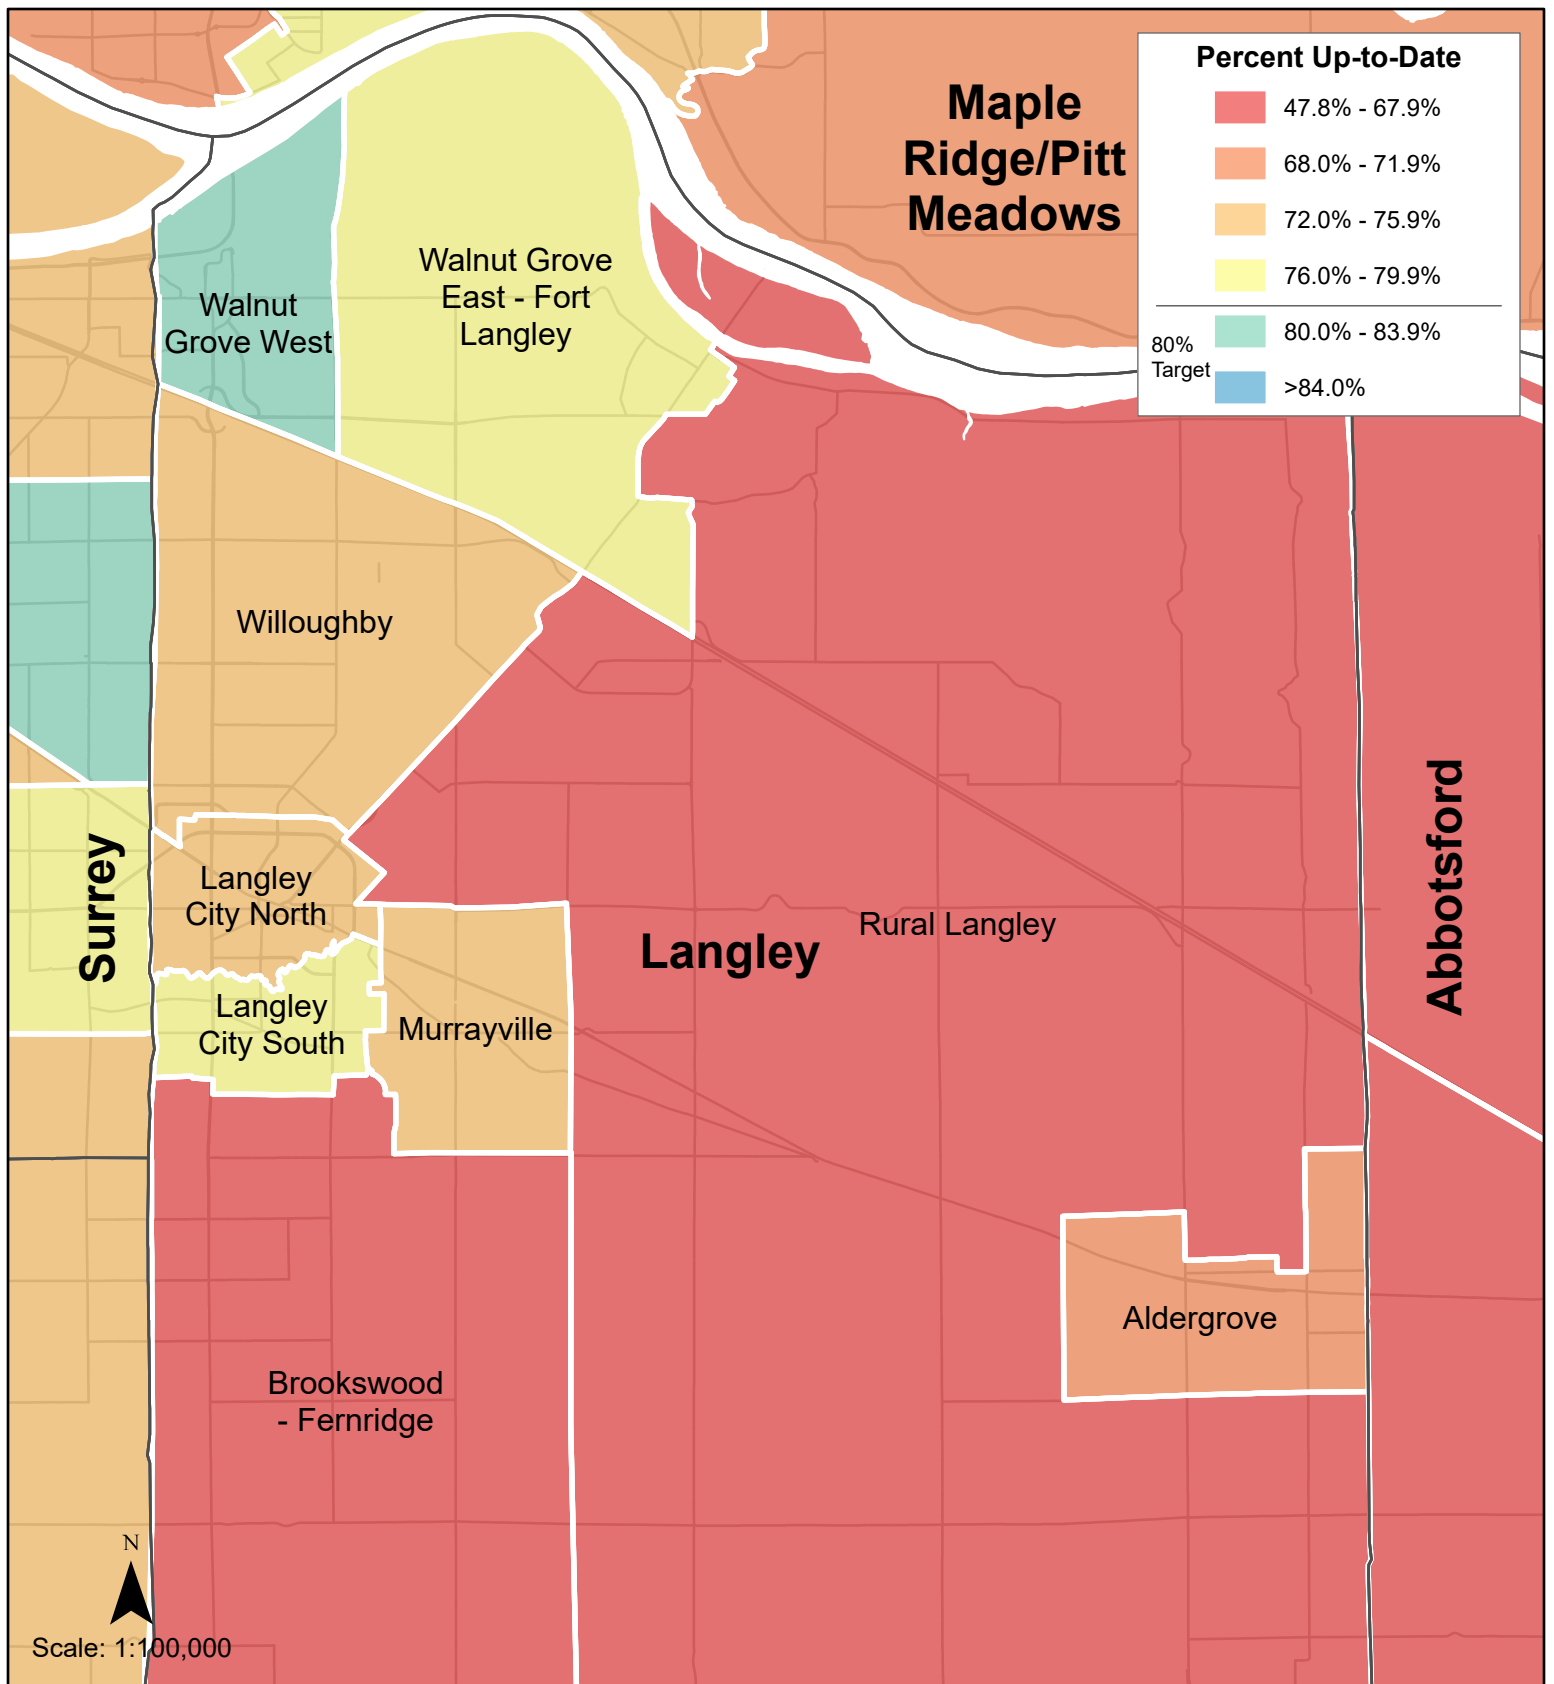 Percent Up-to-Date
47.8% - 67.9%
68.0% - 71.9%
72.0% - 75.9%
76.0% - 79.9%
80%
Target
80.0% - 83.9%
>84.0%
Maple
Ridge/Pitt
Meadows
Walnut Grove
East - Fort
Langley
Walnut
Grove West
Willoughby
Surrey
Langley
City North
Langley
City South
Murrayville
Langley
Rural Langley
Abbotsford
Aldergrove
Brookswood
- Fernridge
N
Scale: 1:100,000